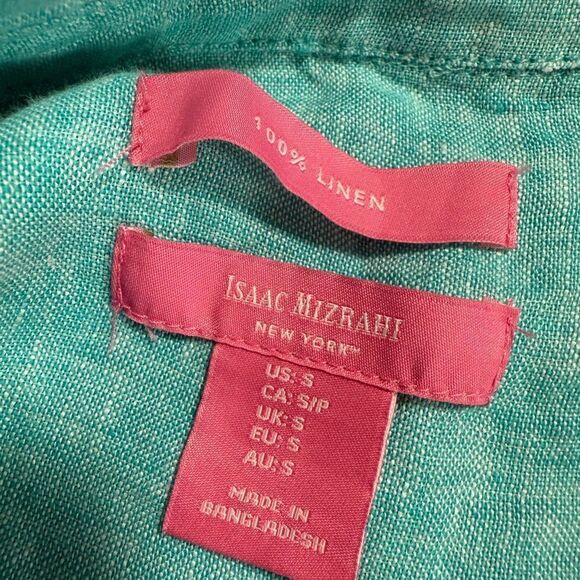 100% LINEN
ISAAC MIZRAHI
NEW YORK™
US: S
CA: S/P
UK: S
EU: S
AU: S
MADE IN
BANGLADESH